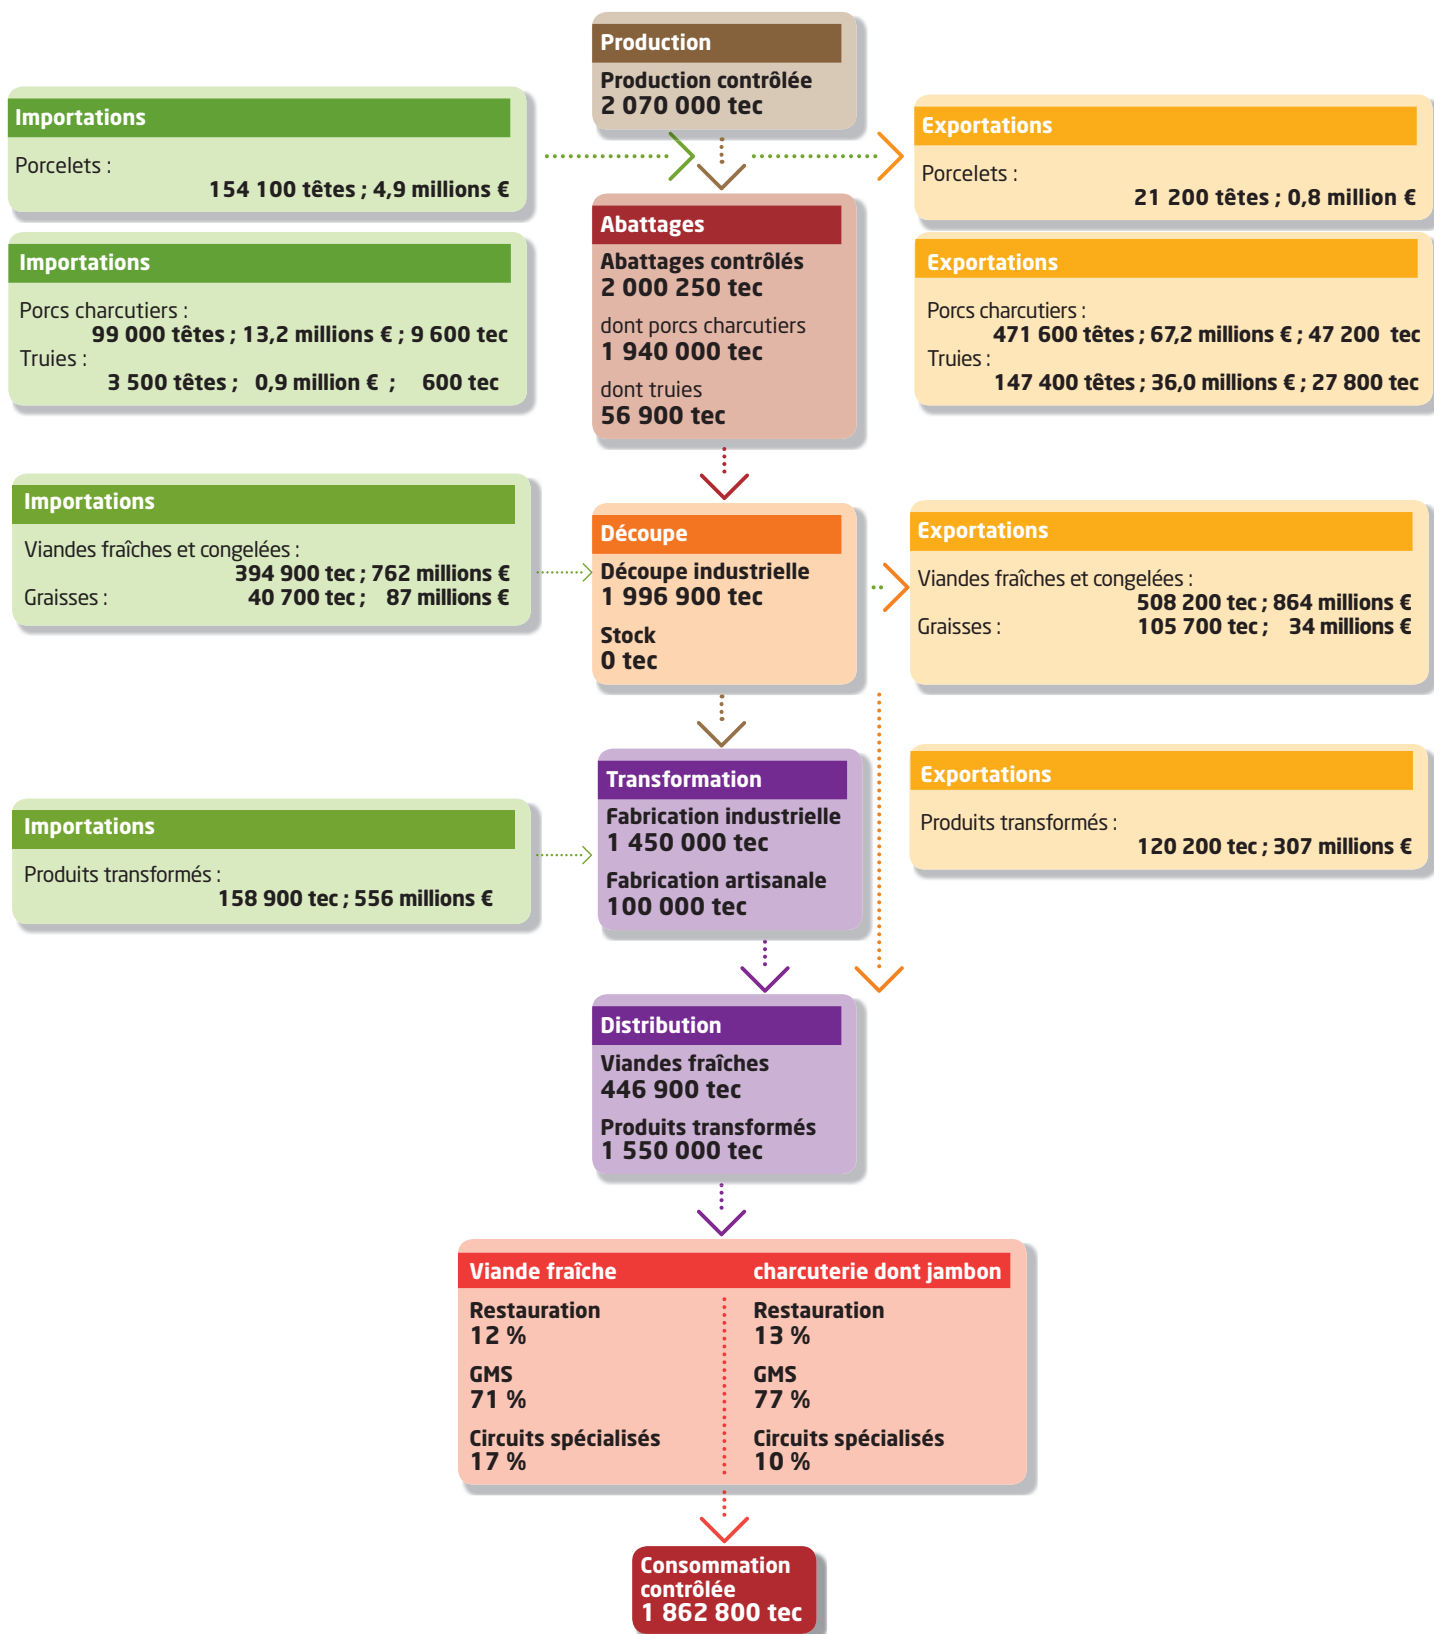 Production
Production contrôlée
2 070 000 tec
Importations
Porcelets :
154 100 têtes ; 4,9 millions €
Exportations
Porcelets :
21 200 têtes ; 0,8 million €
Abattages
Abattages contrôlés
2 000 250 tec
dont porcs charcutiers
1 940 000 tec
dont truies
56 900 tec
Importations
Porcs charcutiers :
99 000 têtes ; 13,2 millions € ; 9 600 tec
Truies :
3 500 têtes ; 0,9 million € ; 600 tec
Exportations
Porcs charcutiers :
471 600 têtes ; 67,2 millions € ; 47 200 tec
Truies :
147 400 têtes ; 36,0 millions € ; 27 800 tec
Importations
Viandes fraîches et congelées :
394 900 tec ; 762 millions €
Graisses : 40 700 tec ; 87 millions €
Découpe
Découpe industrielle
1 996 900 tec
Stock
0 tec
Exportations
Viandes fraîches et congelées :
508 200 tec ; 864 millions €
Graisses : 105 700 tec ; 34 millions €
Importations
Produits transformés :
158 900 tec ; 556 millions €
Transformation
Fabrication industrielle
1 450 000 tec
Fabrication artisanale
100 000 tec
Exportations
Produits transformés :
120 200 tec ; 307 millions €
Distribution
Viandes fraîches
446 900 tec
Produits transformés
1 550 000 tec
Viande fraîche
Restauration
12 %
GMS
71 %
Circuits spécialisés
17 %
charcuterie dont jambon
Restauration
13 %
GMS
77 %
Circuits spécialisés
10 %
Consommation
contrôlée
1 862 800 tec